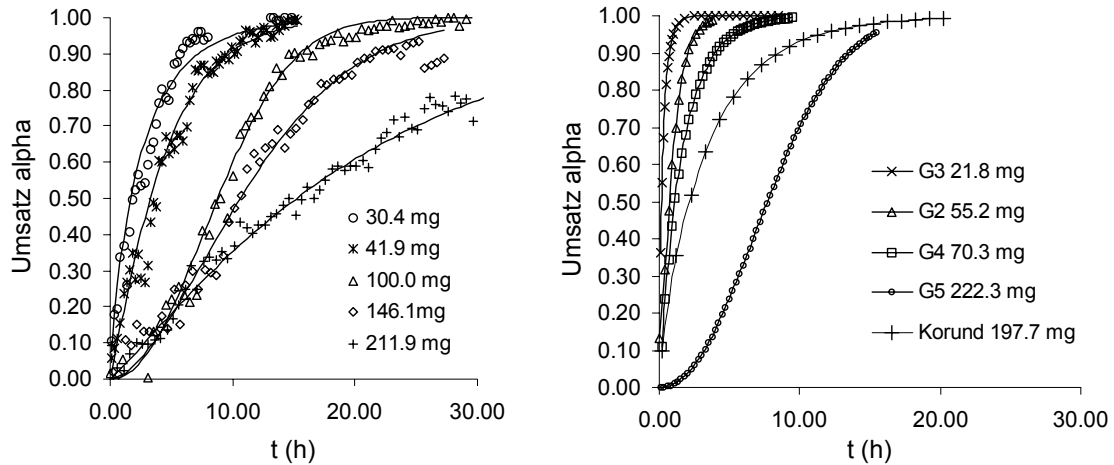 1.00
0.90
0.80
0.70
0.60
0.50
0.40
0.30
0.20
0.10
0.00
Umsatz alpha
0.00 10.00 20.00 30.00
t (h)
30.4 mg
41.9 mg
100.0 mg
146.1mg
211.9 mg
1.00
0.90
0.80
0.70
0.60
0.50
0.40
0.30
0.20
0.10
0.00
Umsatz alpha
0.00 10.00 20.00 30.00
t (h)
G3 21.8 mg
G2 55.2 mg
G4 70.3 mg
G5 222.3 mg
Korund 197.7 mg